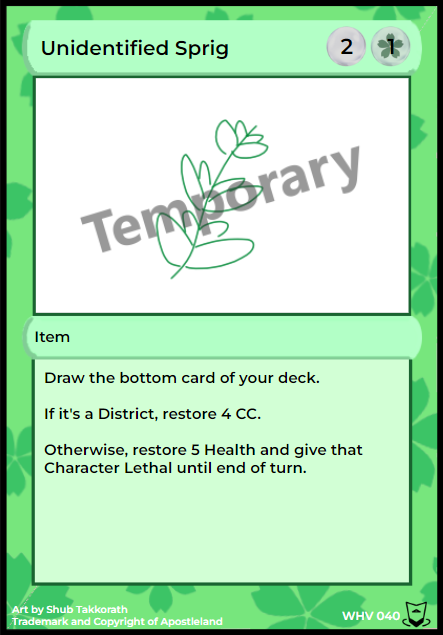 Unidentified Sprig 2 1
Temporary
Item
Draw the bottom card of your deck.
If it's a District, restore 4 CC.
Otherwise, restore 5 Health and give that
Character Lethal until end of turn.
Art by Shub Takkorath
Trademark and Copyright of Apostleland
WHV 040